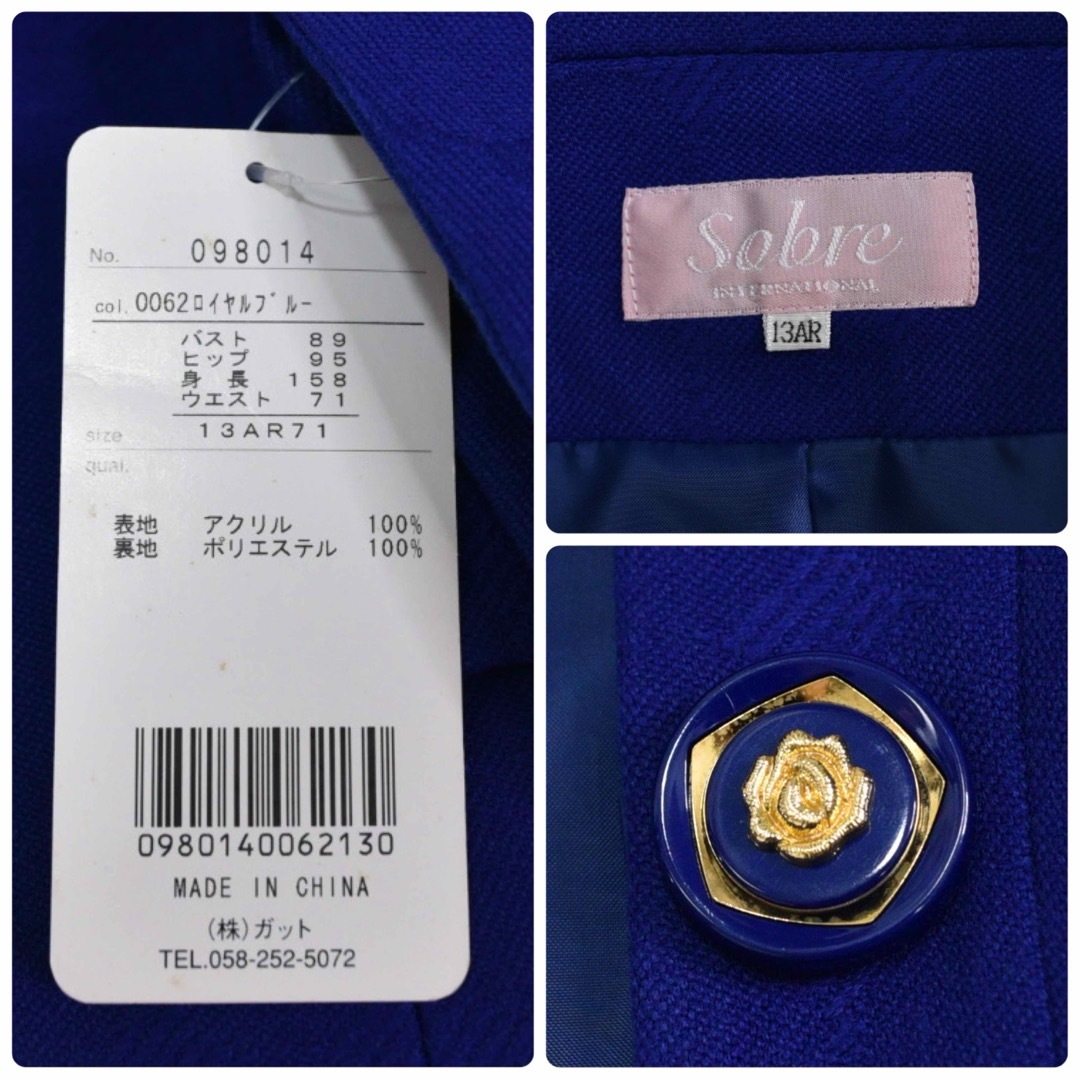 No. 098014
col. 0062ﾛｲﾔﾙﾌﾞﾙｰ
バスト 89
ヒップ 95
身長 158
ウエスト 71
size 13AR71
qual.
表地 アクリル 100%
裏地 ポリエステル 100%
0980140062130
MADE IN CHINA
(株)ガット
TEL.058-252-5072
Sobre
INTERNATIONAL
13AR